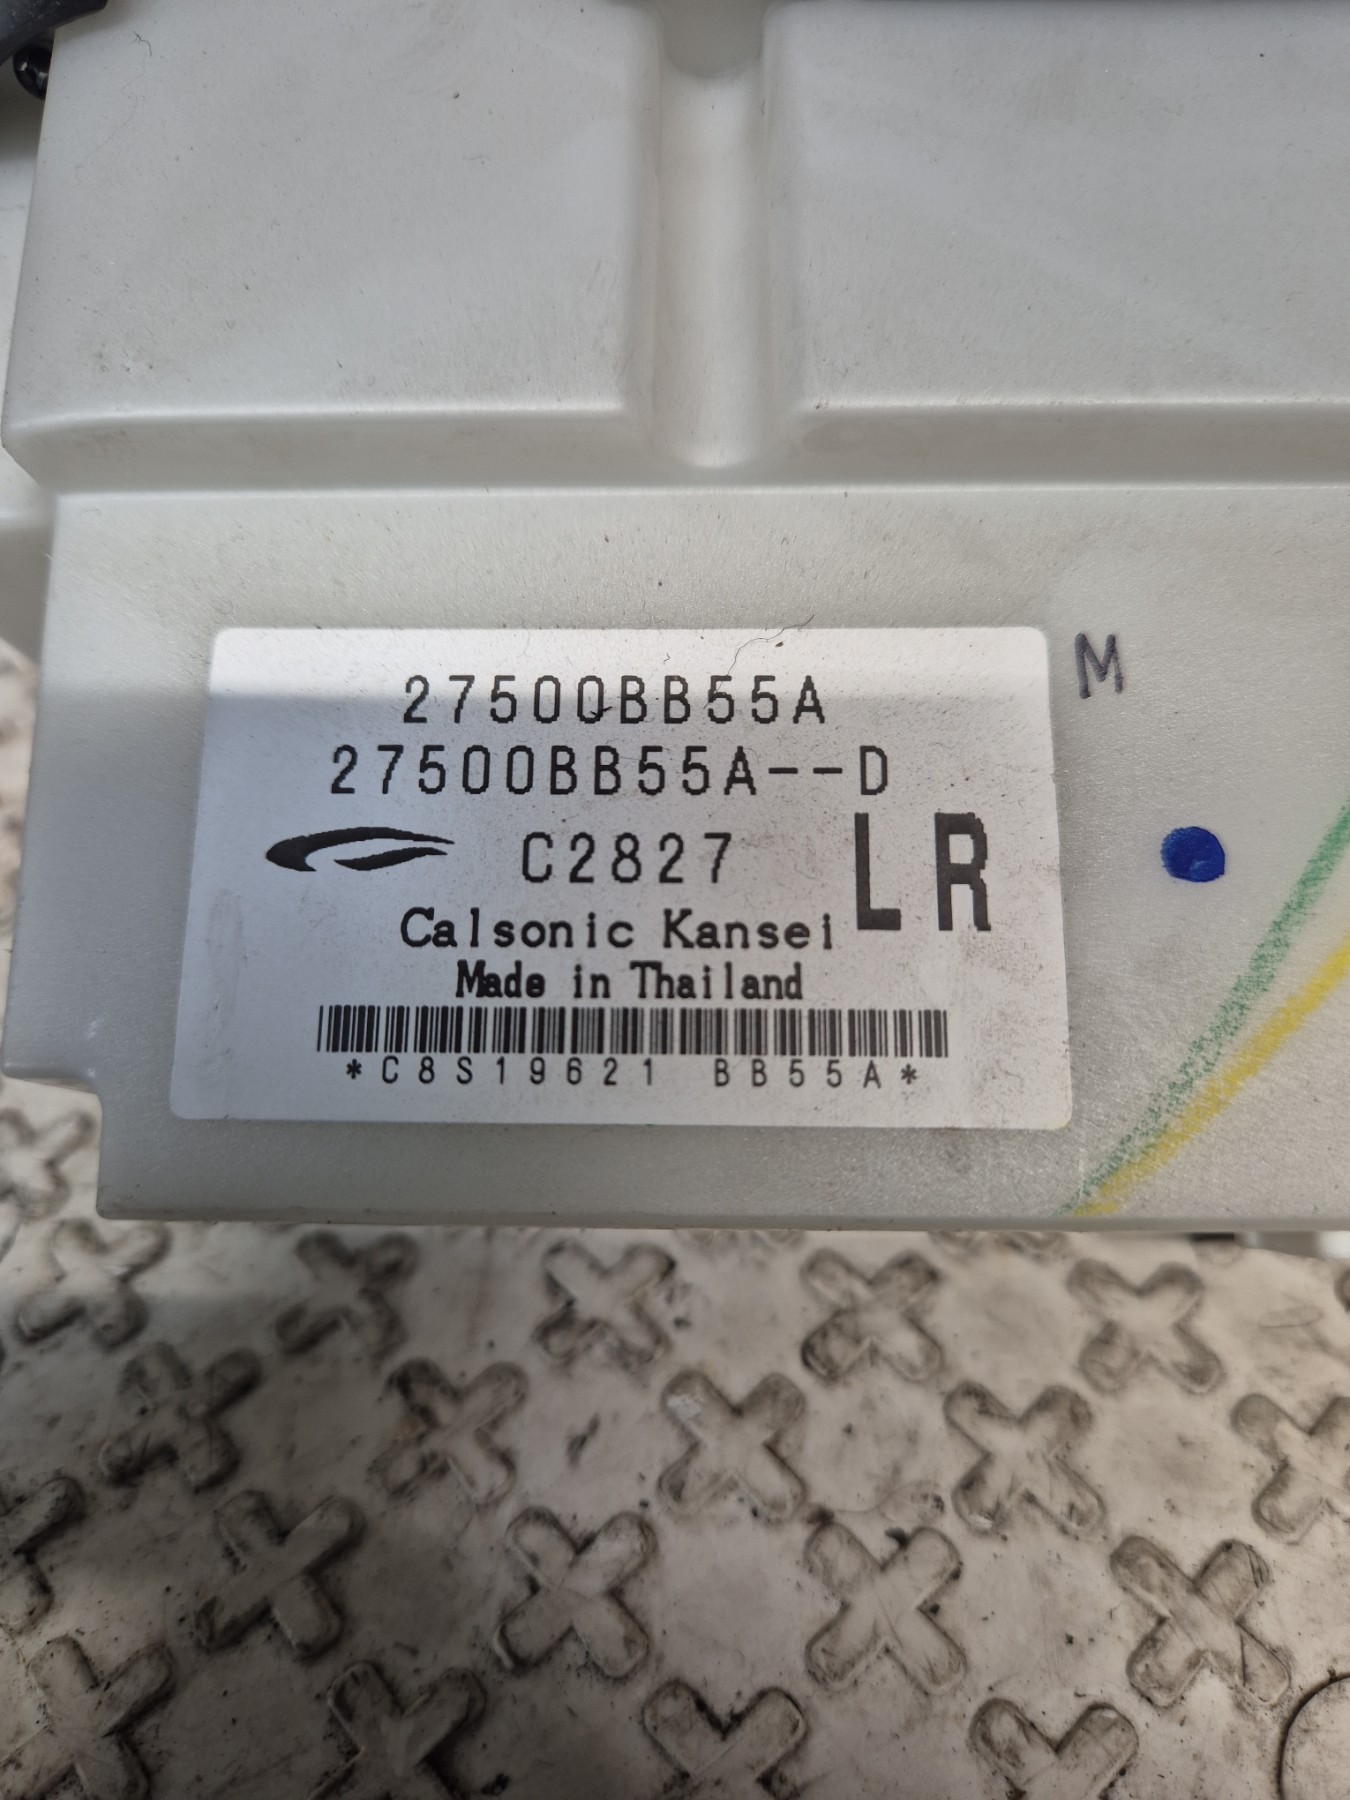 27500BB55A
27500BB55A--D
C2827
LR
Calsonic Kansei
Made in Thailand
*C8S19621 BB55A*
M